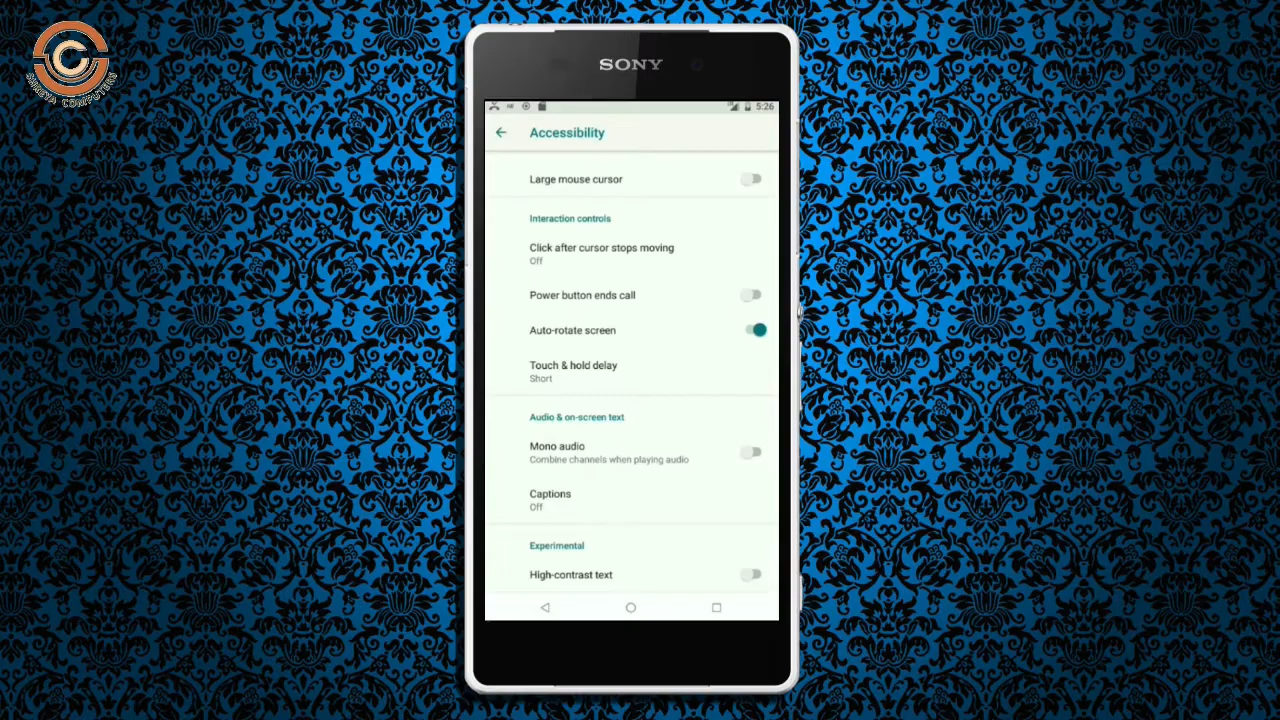 SHREYA COMPUTERS
SONY
5:26
Accessibility
Large mouse cursor
Interaction controls
Click after cursor stops moving
Off
Power button ends call
Auto-rotate screen
Touch & hold delay
Short
Audio & on-screen text
Mono audio
Combine channels when playing audio
Captions
Off
Experimental
High-contrast text